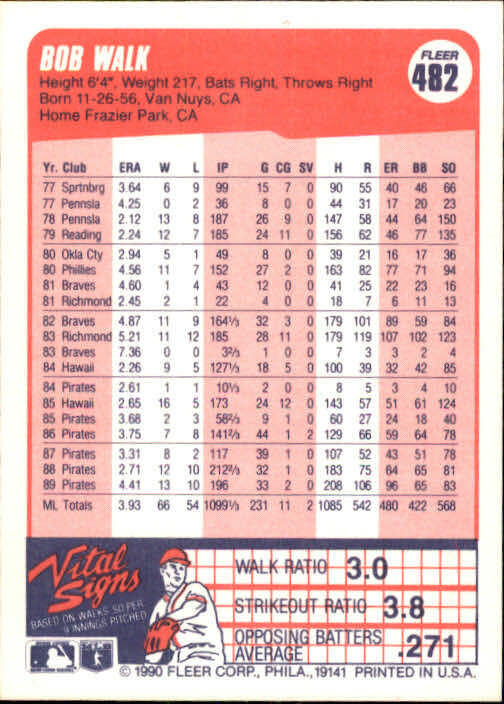 BOB WALK
FLEER
482
Height 6'4", Weight 217, Bats Right, Throws Right
Born 11-26-56, Van Nuys, CA
Home Frazier Park, CA
Yr. Club ERA W L IP G CG SV H R ER BB SO
77 Sprtnbrg 3.64 6 9 99 15 7 0 90 55 40 46 66
77 Pennsla 4.25 0 2 36 8 0 0 44 31 17 20 23
78 Pennsla 2.12 13 8 187 26 9 0 147 58 44 64 150
79 Reading 2.24 12 7 185 24 11 0 156 62 46 77 135
80 Okla Cty 2.94 5 1 49 8 0 0 39 21 16 17 36
80 Phillies 4.56 11 7 152 27 2 0 163 82 77 71 94
81 Braves 4.60 1 4 43 12 0 0 41 25 22 23 16
81 Richmond 2.45 2 1 22 4 0 0 18 7 6 11 13
82 Braves 4.87 11 9 164⅓ 32 3 0 179 101 89 59 84
83 Richmond 5.21 11 12 185 28 11 0 179 119 107 102 123
83 Braves 7.36 0 0 3⅔ 1 0 0 7 3 3 2 4
84 Hawaii 2.26 9 5 127⅓ 18 5 0 100 39 32 42 85
84 Pirates 2.61 1 1 10⅓ 2 0 0 8 5 3 4 10
85 Hawaii 2.65 16 5 173 24 12 0 143 57 51 61 124
85 Pirates 3.68 2 3 58⅔ 9 1 0 60 27 24 18 40
86 Pirates 3.75 7 8 141⅔ 44 1 2 129 66 59 64 78
87 Pirates 3.31 8 2 117 39 1 0 107 52 43 51 78
88 Pirates 2.71 12 10 212⅔ 32 1 0 183 75 64 65 81
89 Pirates 4.41 13 10 196 33 2 0 208 106 96 65 83
ML Totals 3.93 66 54 1099⅓ 231 11 2 1085 542 480 422 568
Vital
Signs
BASED ON WALKS, SO PER
9 INNINGS PITCHED
WALK RATIO 3.0
STRIKEOUT RATIO 3.8
OPPOSING BATTERS
AVERAGE .271
© 1990 FLEER CORP., PHILA., 19141 PRINTED IN U.S.A.